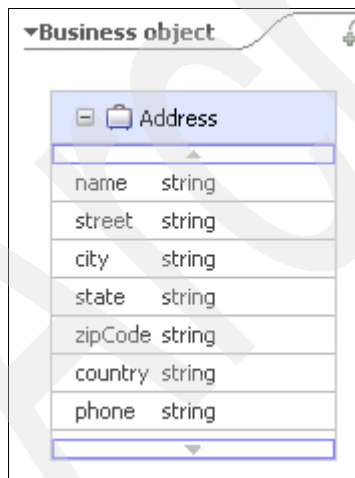 Business object
Address
name string
street string
city string
state string
zipCode string
country string
phone string